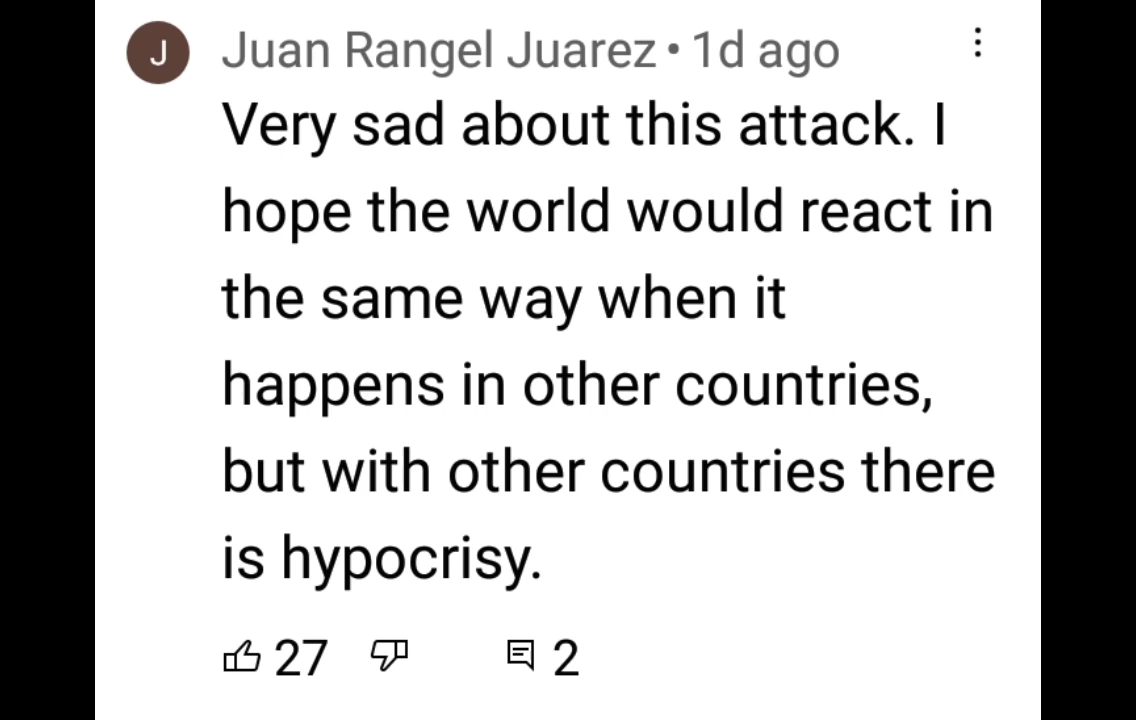 J
Juan Rangel Juarez • 1d ago
Very sad about this attack. I
hope the world would react in
the same way when it
happens in other countries,
but with other countries there
is hypocrisy.
27 2